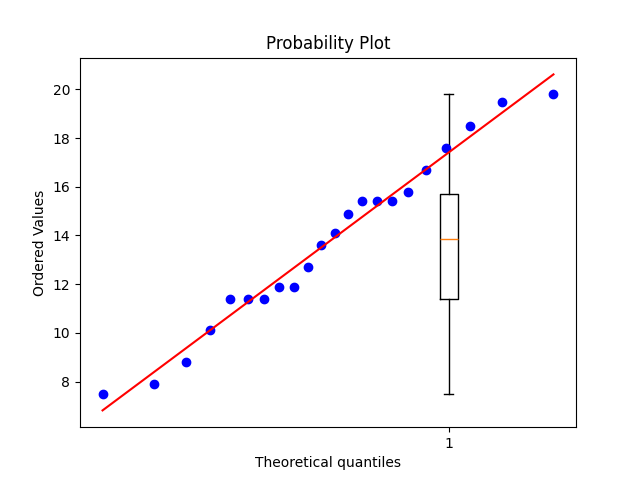 Probability Plot
20
18
16
14
12
10
8
Ordered Values
1
Theoretical quantiles